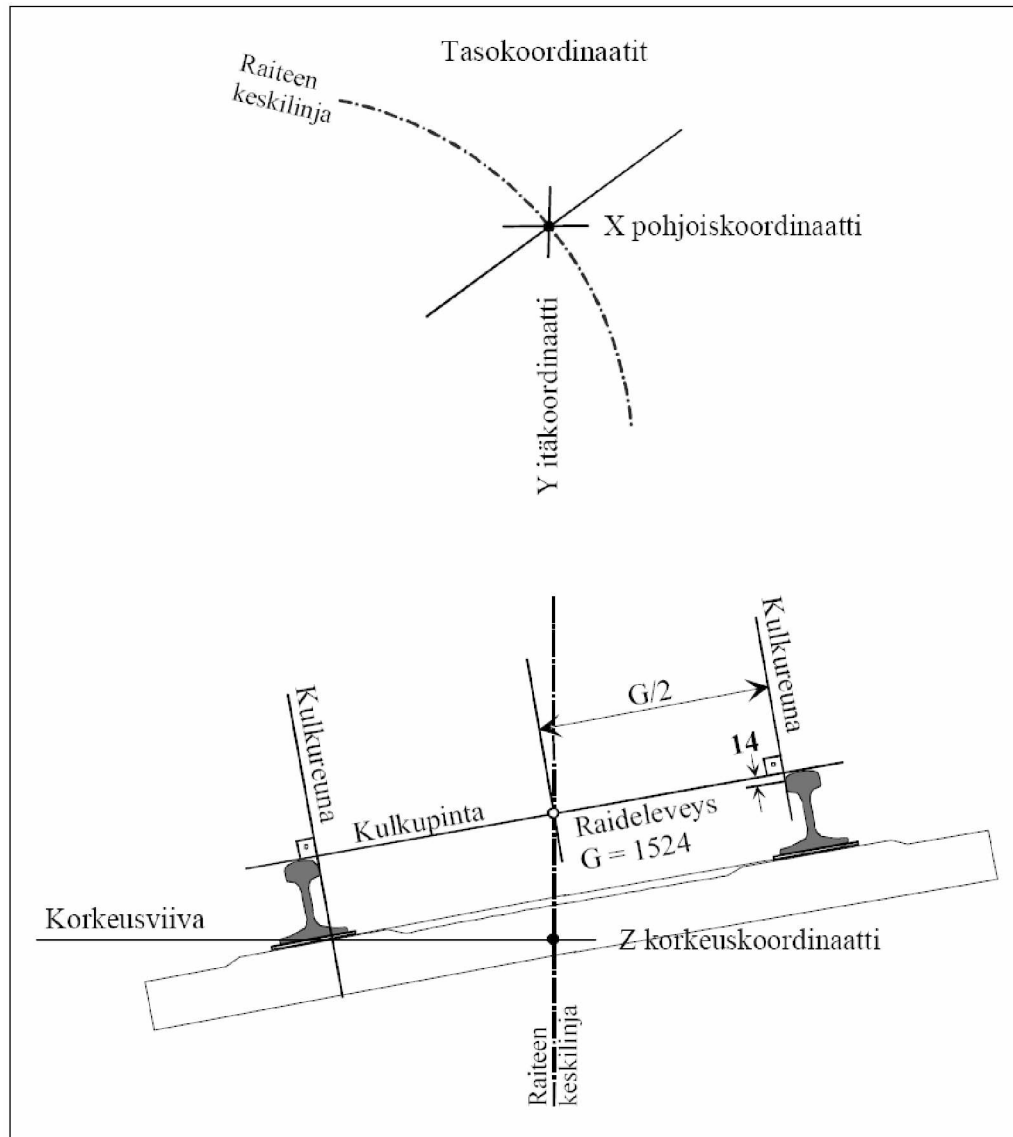 Tasokoordinaatit
Raiteen
keskilinja
X pohjoiskoordinaatti
Y itäkoordinaatti
Kulkureuna
G/2
Kulkureuna
14
Kulkupinta
Raideleveys
G = 1524
Korkeusviiva
Z korkeuskoordinaatti
Raiteen
keskilinja